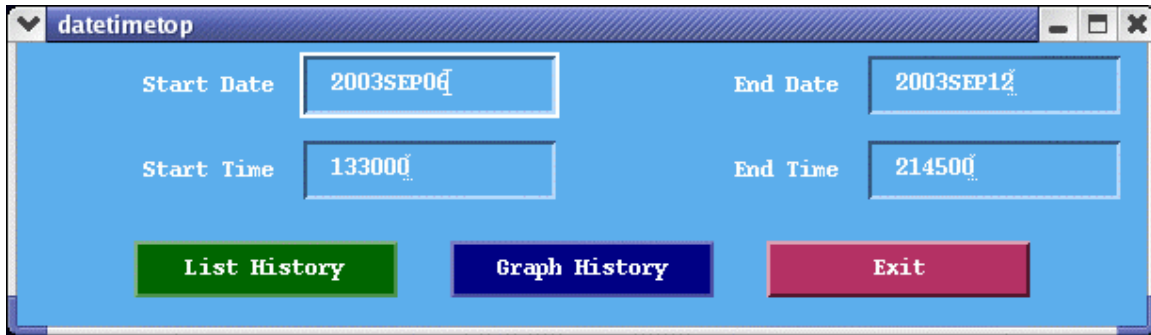 datetimetop
Start Date 2003SEP06 End Date 2003SEP12
Start Time 133000 End Time 214500
List History Graph History Exit